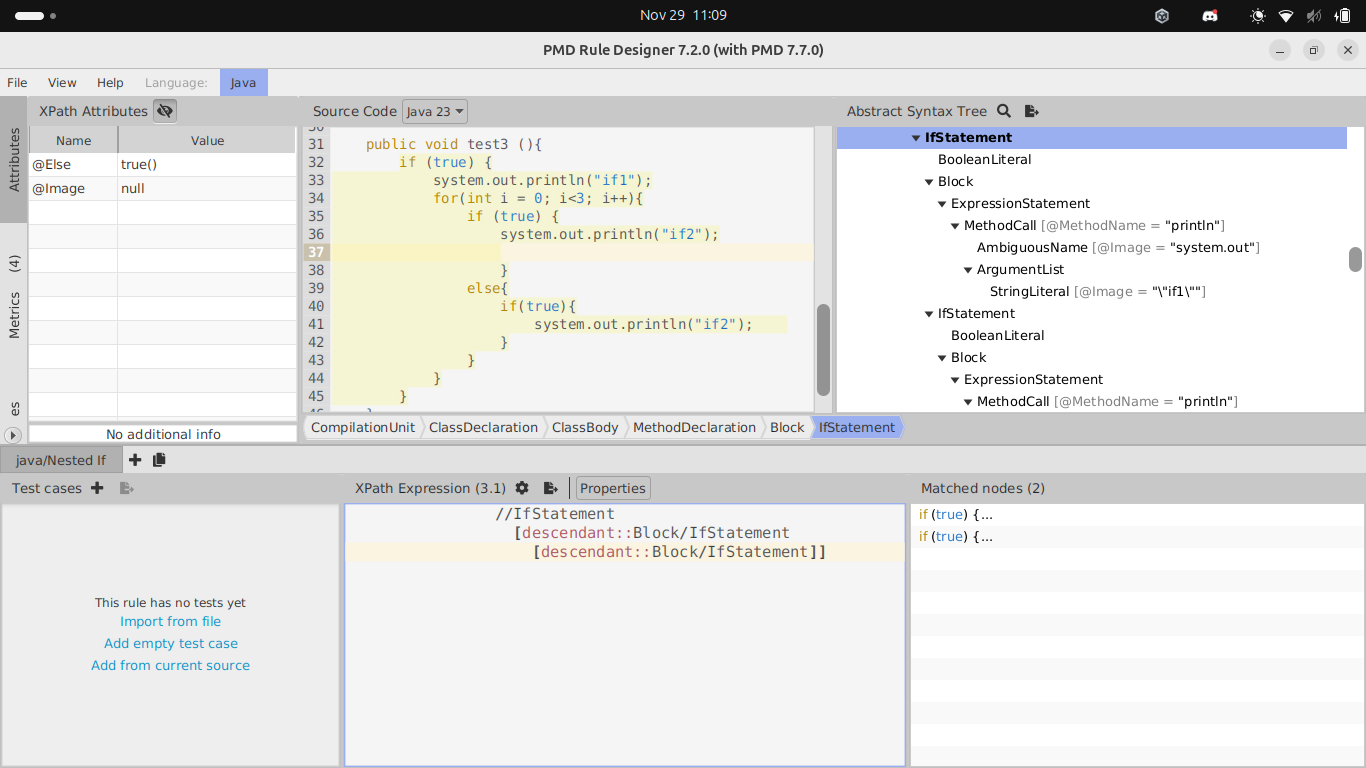 Nov 29 11:09
PMD Rule Designer 7.2.0 (with PMD 7.7.0)
File View Help Language: Java
XPath Attributes
Name Value
@Else true()
@Image null
No additional info
Attributes
(4)
Metrics
es
Source Code Java 23
31 public void test3 (){
32 if (true) {
33 system.out.println("if1");
34 for(int i = 0; i<3; i++){
35 if (true) {
36 system.out.println("if2");
37
38 }
39 else{
40 if(true){
41 system.out.println("if2");
42 }
43 }
44 }
45 }
CompilationUnit ClassDeclaration ClassBody MethodDeclaration Block IfStatement
Abstract Syntax Tree
IfStatement
BooleanLiteral
Block
ExpressionStatement
MethodCall [@MethodName = "println"]
AmbiguousName [@Image = "system.out"]
ArgumentList
StringLiteral [@Image = "\"if1\""]
IfStatement
BooleanLiteral
Block
ExpressionStatement
MethodCall [@MethodName = "println"]
java/Nested If
Test cases
This rule has no tests yet
Import from file
Add empty test case
Add from current source
XPath Expression (3.1) Properties
//IfStatement
[descendant::Block/IfStatement
[descendant::Block/IfStatement]]
Matched nodes (2)
if (true) {...
if (true) {...